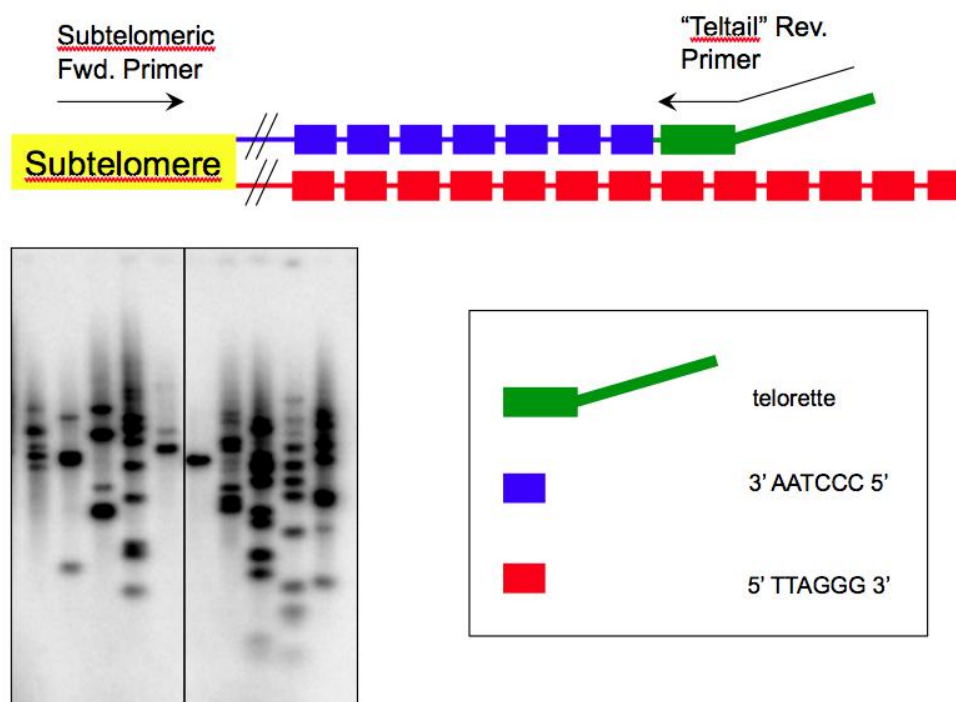 Subtelomeric
Fwd. Primer
“Teltail” Rev.
Primer
Subtelomere
telorette
3’ AATCCC 5’
5’ TTAGGG 3’